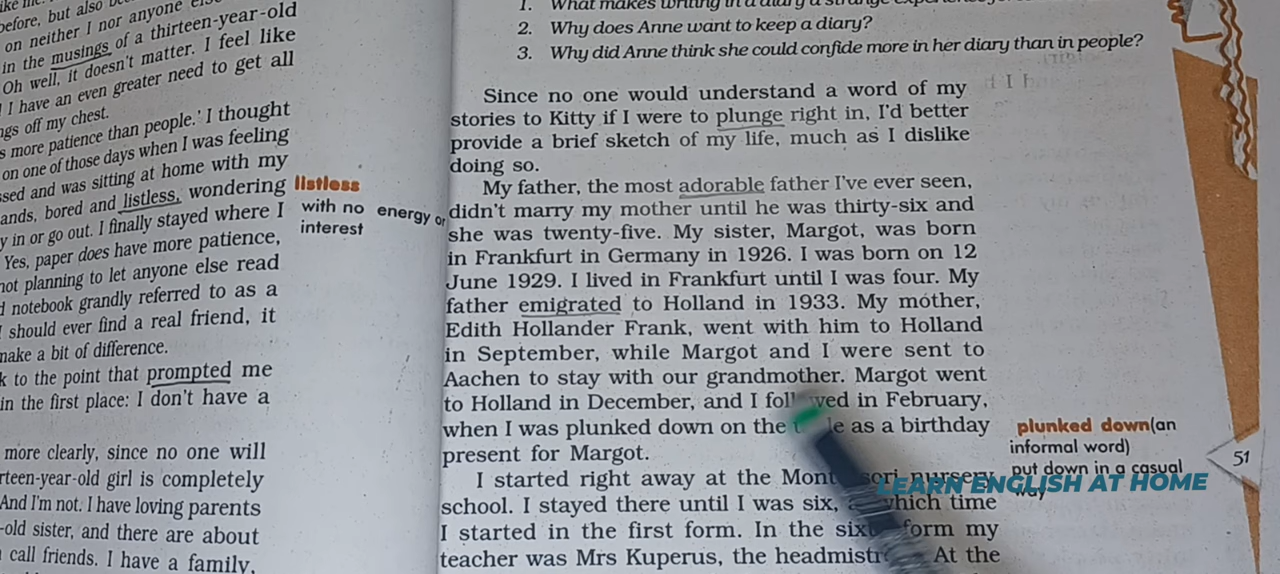 before, but also
on neither I nor anyone else
in the musings of a thirteen-year-old
Oh well, it doesn't matter. I feel like
I have an even greater need to get all
off my chest.
more patience than people.' I thought
on one of those days when I was feeling
and was sitting at home with my
bored and listless, wondering
in or go out. I finally stayed where I
Yes, paper does have more patience,
not planning to let anyone else read
notebook grandly referred to as a
should ever find a real friend, it
make a bit of difference.
to the point that prompted me
in the first place: I don't have a
more clearly, since no one will
girl is completely
And I'm not. I have loving parents
sister, and there are about
call friends. I have a family,
listless
with no energy or
interest
1. What makes writing in a diary a strange
2. Why does Anne want to keep a diary?
3. Why did Anne think she could confide more in her diary than in people?
Since no one would understand a word of my
stories to Kitty if I were to plunge right in, I'd better
provide a brief sketch of my life, much as I dislike
doing so.
My father, the most adorable father I've ever seen,
didn't marry my mother until he was thirty-six and
she was twenty-five. My sister, Margot, was born
in Frankfurt in Germany in 1926. I was born on 12
June 1929. I lived in Frankfurt until I was four. My
father emigrated to Holland in 1933. My mother,
Edith Hollander Frank, went with him to Holland
in September, while Margot and I were sent to
Aachen to stay with our grandmother. Margot went
to Holland in December, and I followed in February,
when I was plunked down on the as a birthday
present for Margot.
I started right away at the nursery
school. I stayed there until I was six, which time
I started in the first form. In the form my
teacher was Mrs Kuperus, the At the
plunked down(an
informal word)
put down in a casual
way
51
LEARN ENGLISH AT HOME